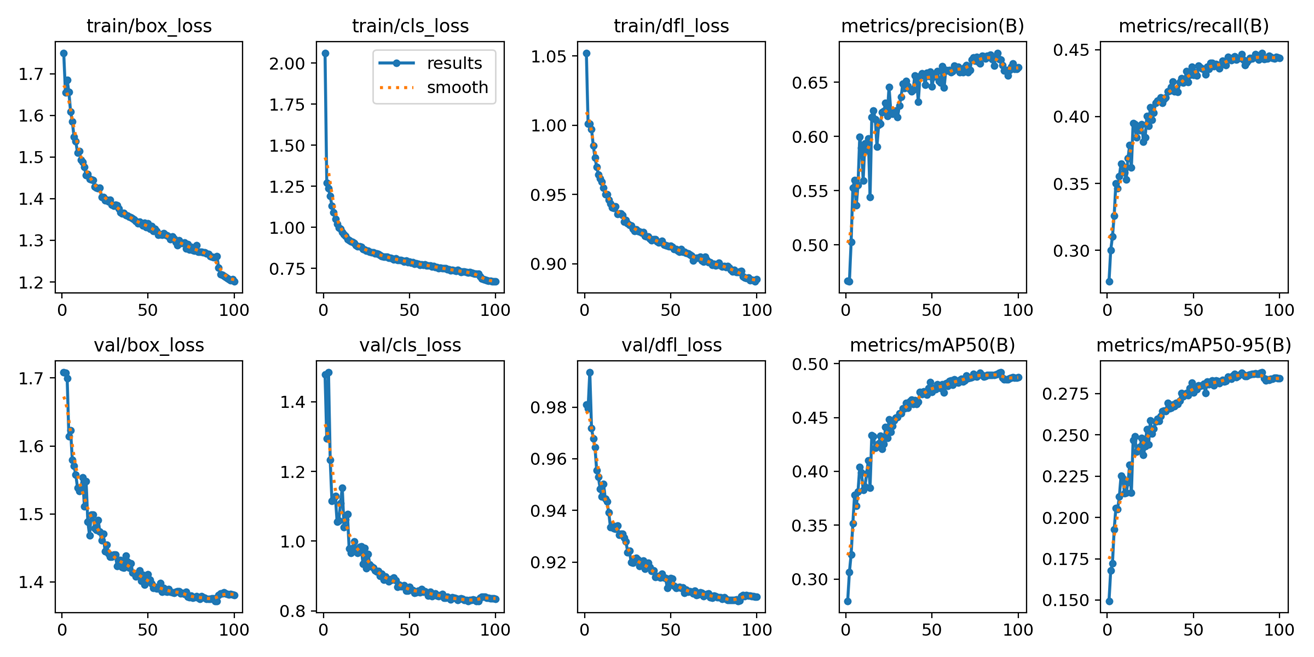 train/box_loss
1.7
1.6
1.5
1.4
1.3
1.2
0 50 100
train/cls_loss
results
smooth
2.00
1.75
1.50
1.25
1.00
0.75
0 50 100
train/dfl_loss
1.05
1.00
0.95
0.90
0 50 100
metrics/precision(B)
0.65
0.60
0.55
0.50
0 50 100
metrics/recall(B)
0.45
0.40
0.35
0.30
0 50 100
val/box_loss
1.7
1.6
1.5
1.4
0 50 100
val/cls_loss
1.4
1.2
1.0
0.8
0 50 100
val/dfl_loss
0.98
0.96
0.94
0.92
0 50 100
metrics/mAP50(B)
0.50
0.45
0.40
0.35
0.30
0 50 100
metrics/mAP50-95(B)
0.275
0.250
0.225
0.200
0.175
0.150
0 50 100